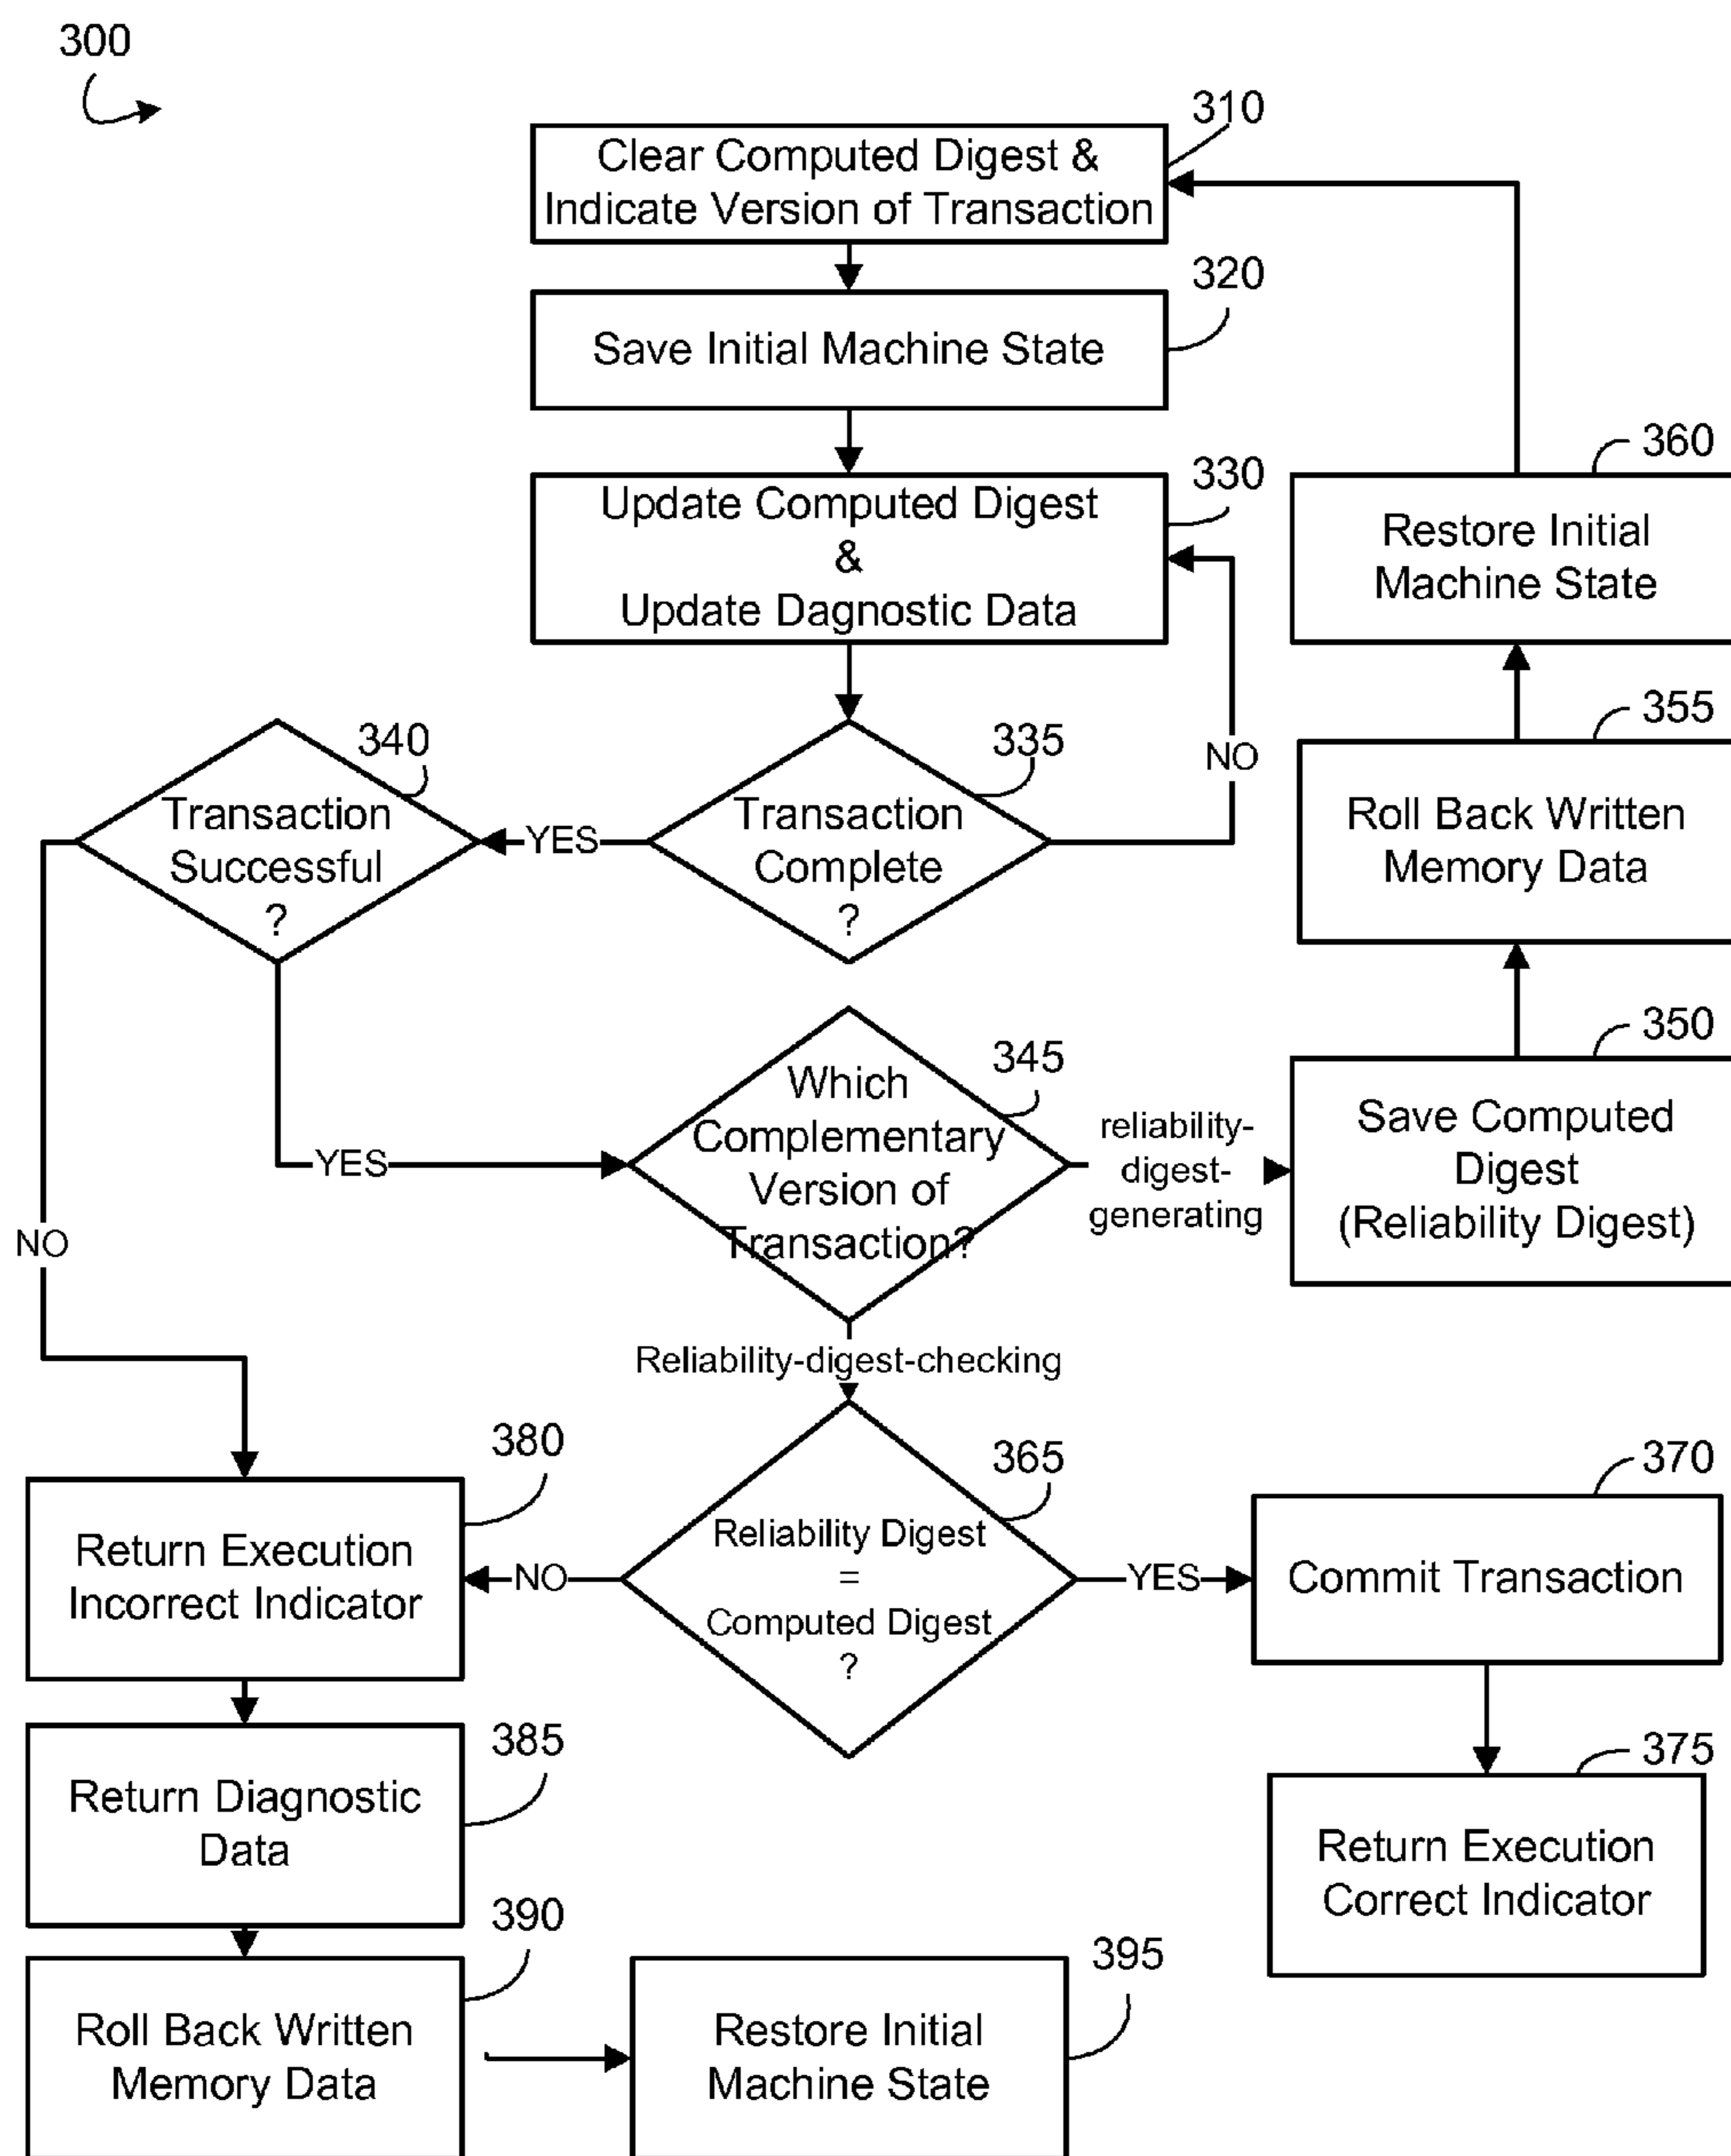 300
310
Clear Computed Digest &
Indicate Version of Transaction
320
Save Initial Machine State
330
Update Computed Digest
&
Update Dagnostic Data
360
Restore Initial
Machine State
340
Transaction
Successful
?
YES
335
Transaction
Complete
?
NO
355
Roll Back Written
Memory Data
345
Which
Complementary
Version of
Transaction?
YES
reliability-
digest-
generating
350
Save Computed
Digest
(Reliability Digest)
NO
Reliability-digest-checking
380
Return Execution
Incorrect Indicator
NO
365
Reliability Digest
=
Computed Digest
?
YES
370
Commit Transaction
385
Return Diagnostic
Data
375
Return Execution
Correct Indicator
390
Roll Back Written
Memory Data
395
Restore Initial
Machine State